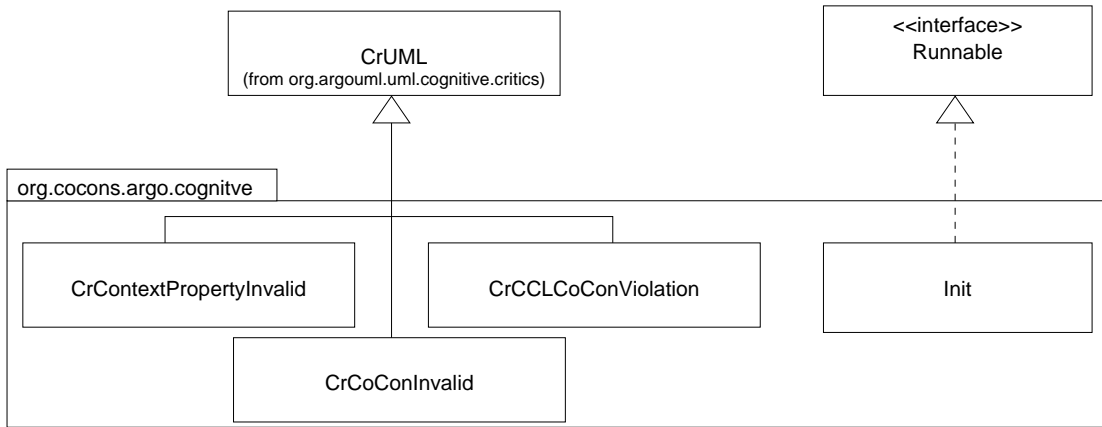 CrUML
(from org.argouml.uml.cognitive.critics)
<<interface>>
Runnable
org.cocons.argo.cognitve
CrContextPropertyInvalid
CrCCLCoConViolation
Init
CrCoConInvalid